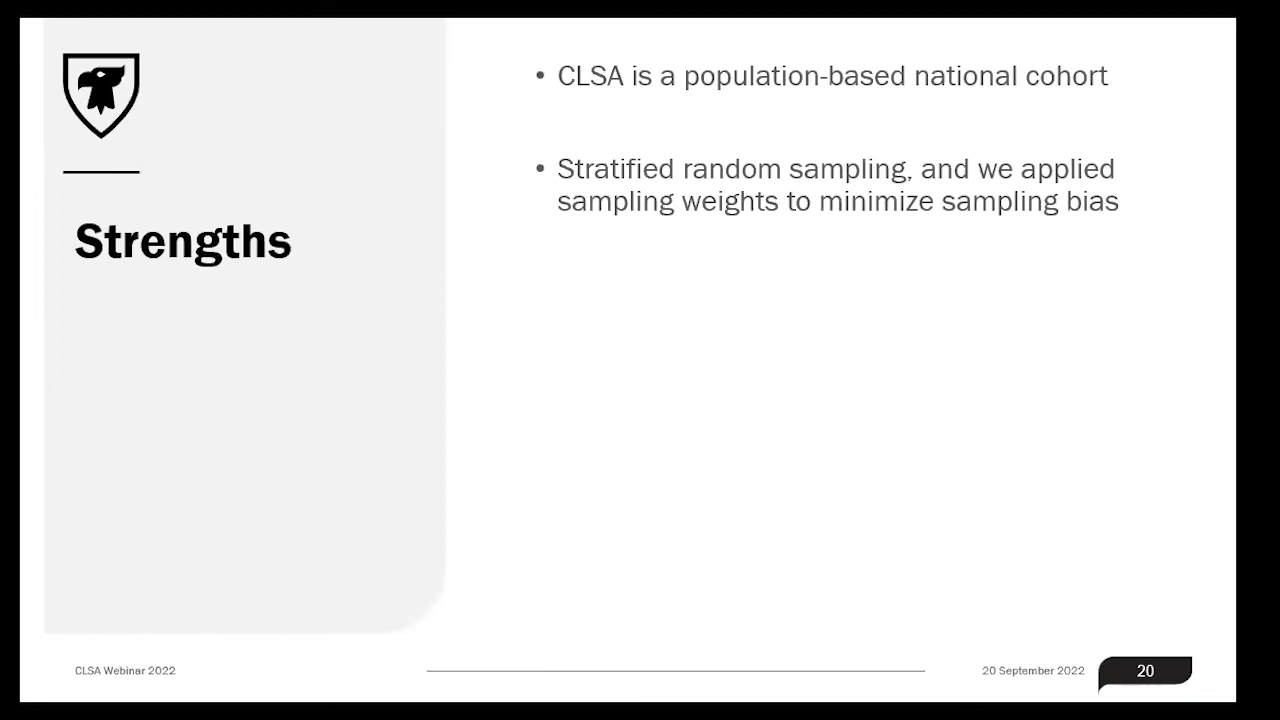 Strengths
• CLSA is a population-based national cohort
• Stratified random sampling, and we applied
sampling weights to minimize sampling bias
CLSA Webinar 2022
20 September 2022
20